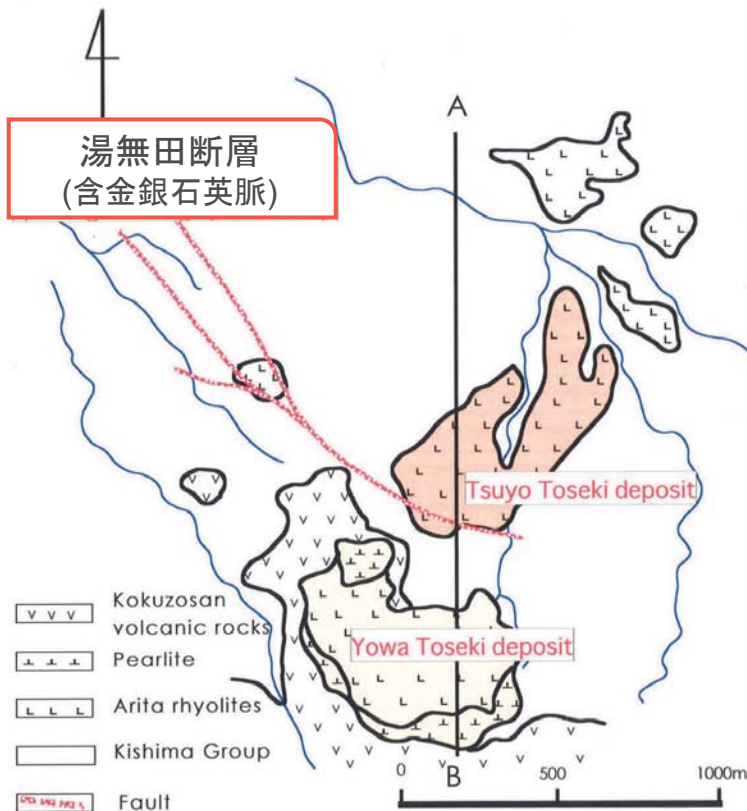 A
湯無田断層
(含金銀石英脈)
Tsuyo Toseki deposit
Yowa Toseki deposit
Kokuzosan
volcanic rocks
Pearlite
Arita rhyolites
Kishima Group
Fault
B
0
500
1000m